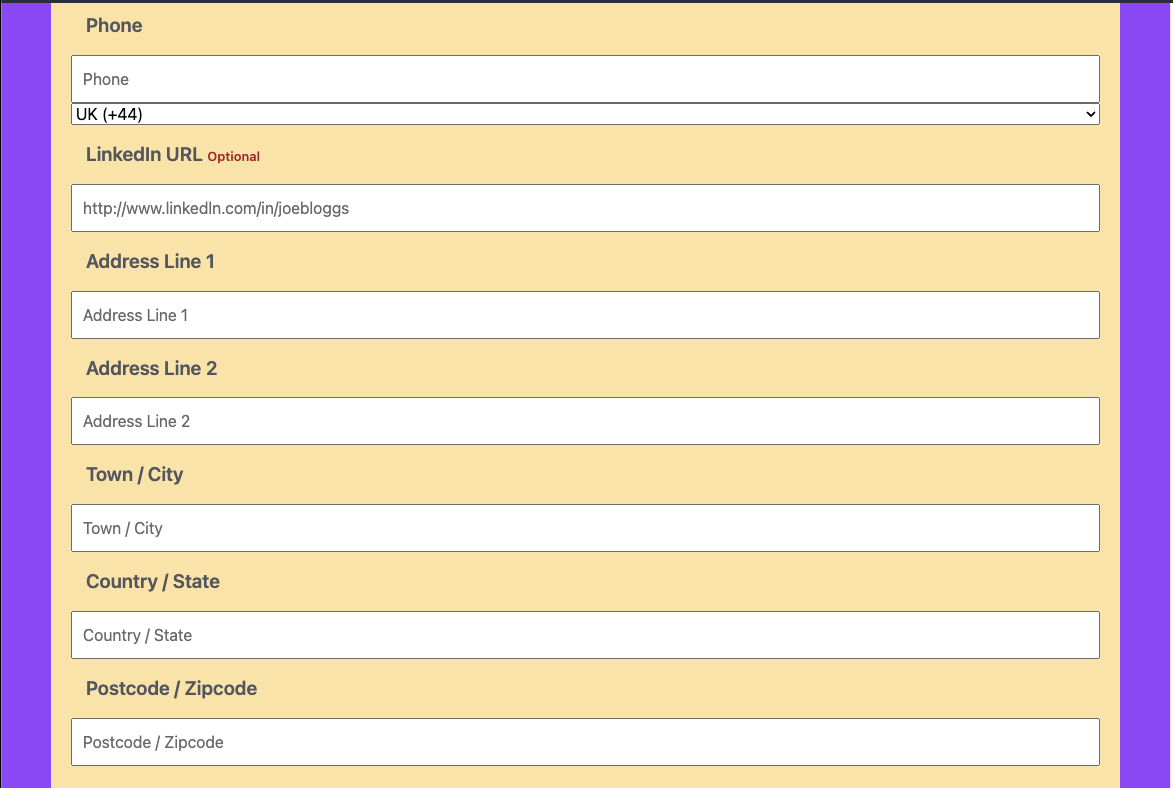 Phone
Phone
UK (+44)
LinkedIn URL Optional
http://www.linkedIn.com/in/joebloggs
Address Line 1
Address Line 1
Address Line 2
Address Line 2
Town / City
Town / City
Country / State
Country / State
Postcode / Zipcode
Postcode / Zipcode